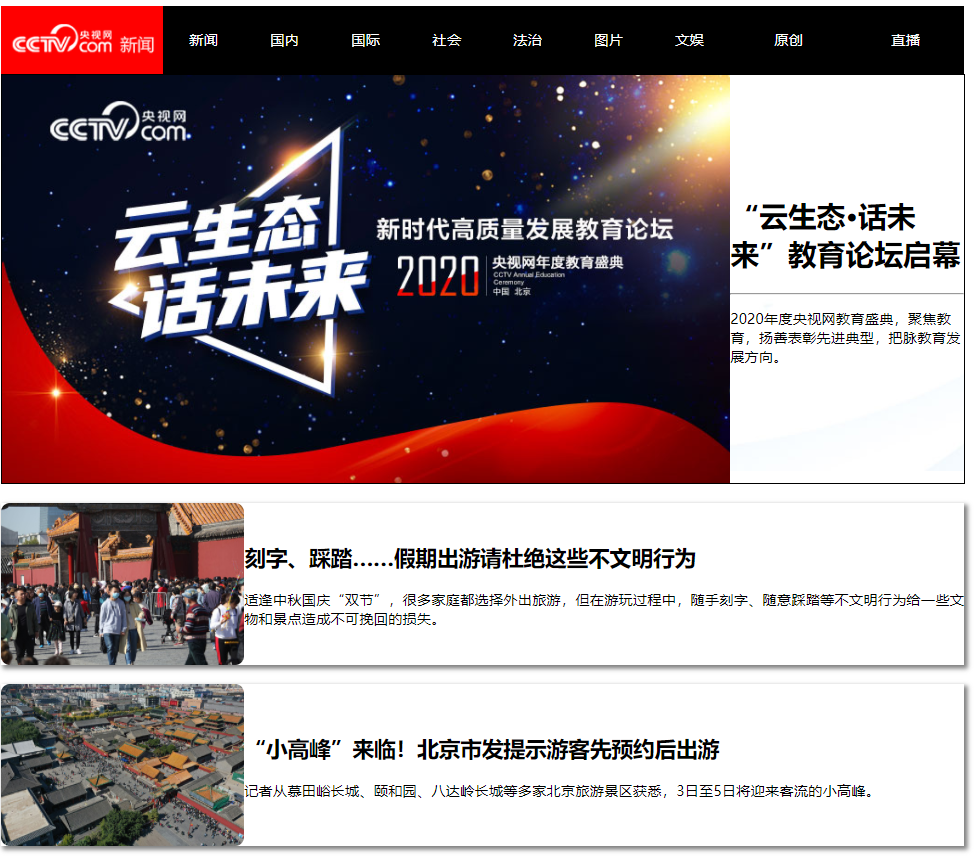 CCTV.com 央视网 新闻
新闻 国内 国际 社会 法治 图片 文娱 原创 直播
CCTV.com 央视网
云生态
话未来
新时代高质量发展教育论坛
2020 央视网年度教育盛典
CCTV Annual Education
Ceremony
中国 北京
“云生态·话未
来”教育论坛启幕
2020年度央视网教育盛典，聚焦教
育，扬善表彰先进典型，把脉教育发
展方向。
刻字、踩踏……假期出游请杜绝这些不文明行为
适逢中秋国庆“双节”，很多家庭都选择外出旅游，但在游玩过程中，随手刻字、随意踩踏等不文明行为给一些文
物和景点造成不可挽回的损失。
“小高峰”来临！北京市发提示游客先预约后出游
记者从慕田峪长城、颐和园、八达岭长城等多家北京旅游景区获悉，3日至5日将迎来客流的小高峰。